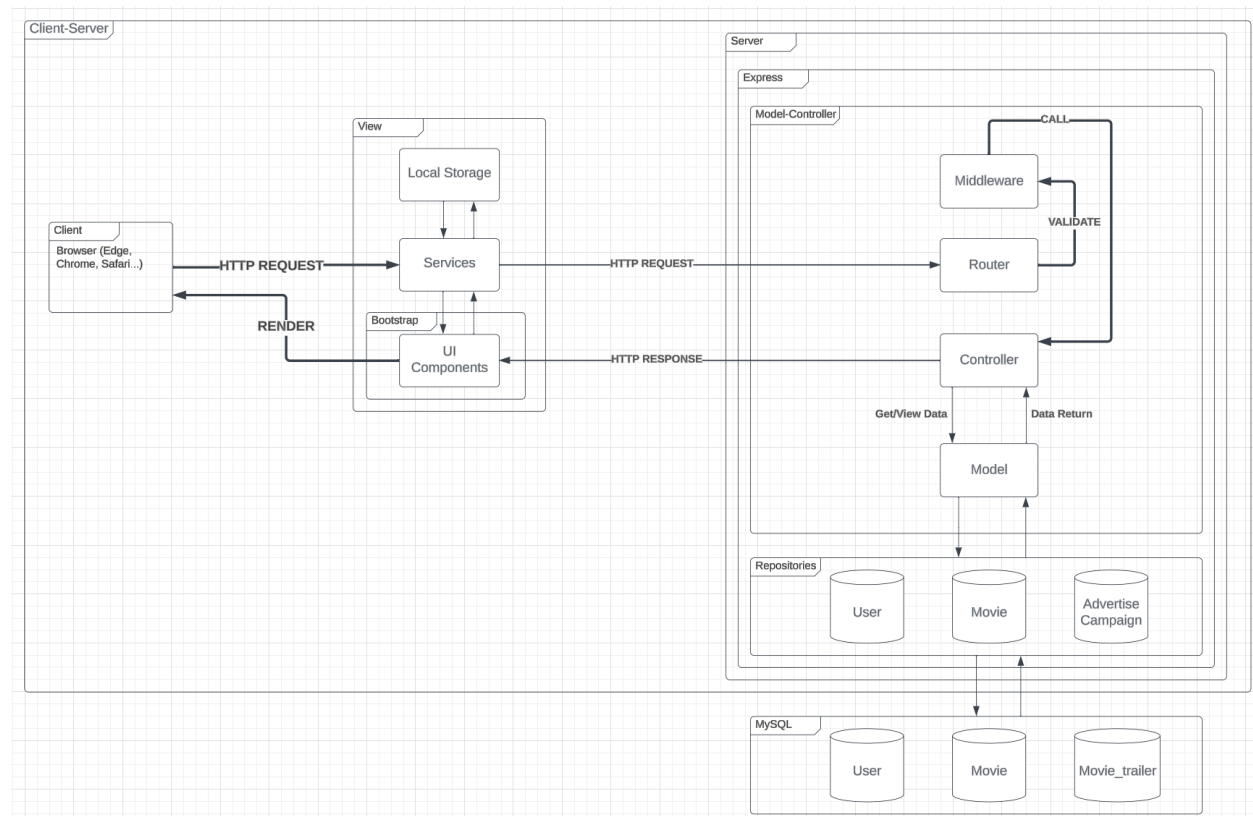 Client-Server
Server
Express
Model-Controller
CALL
View
Local Storage
Middleware
VALIDATE
Client
Browser (Edge,
Chrome, Safari...)
HTTP REQUEST
Services
HTTP REQUEST
Router
RENDER
Bootstrap
UI
Components
HTTP RESPONSE
Controller
Get/View Data
Data Return
Model
Repositories
User
Movie
Advertise
Campaign
MySQL
User
Movie
Movie_trailer